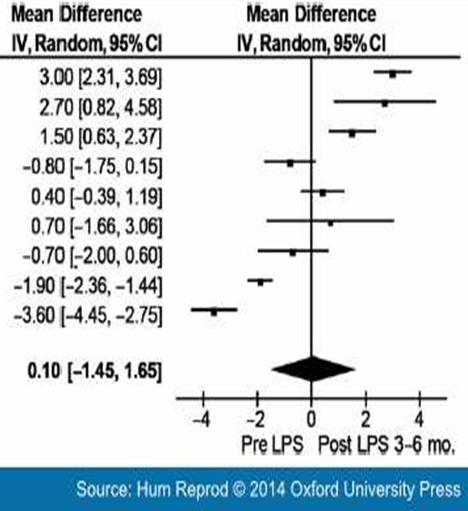 Mean Difference Mean Difference
IV, Random, 95% CI IV, Random, 95% CI
3.00 [2.31, 3.69]
2.70 [0.82, 4.58]
1.50 [0.63, 2.37]
−0.80 [−1.75, 0.15]
0.40 [−0.39, 1.19]
0.70 [−1.66, 3.06]
−0.70 [−2.00, 0.60]
−1.90 [−2.36, −1.44]
−3.60 [−4.45, −2.75]
0.10 [−1.45, 1.65]
−4 −2 0 2 4
Pre LPS Post LPS 3–6 mo.
Source: Hum Reprod © 2014 Oxford University Press